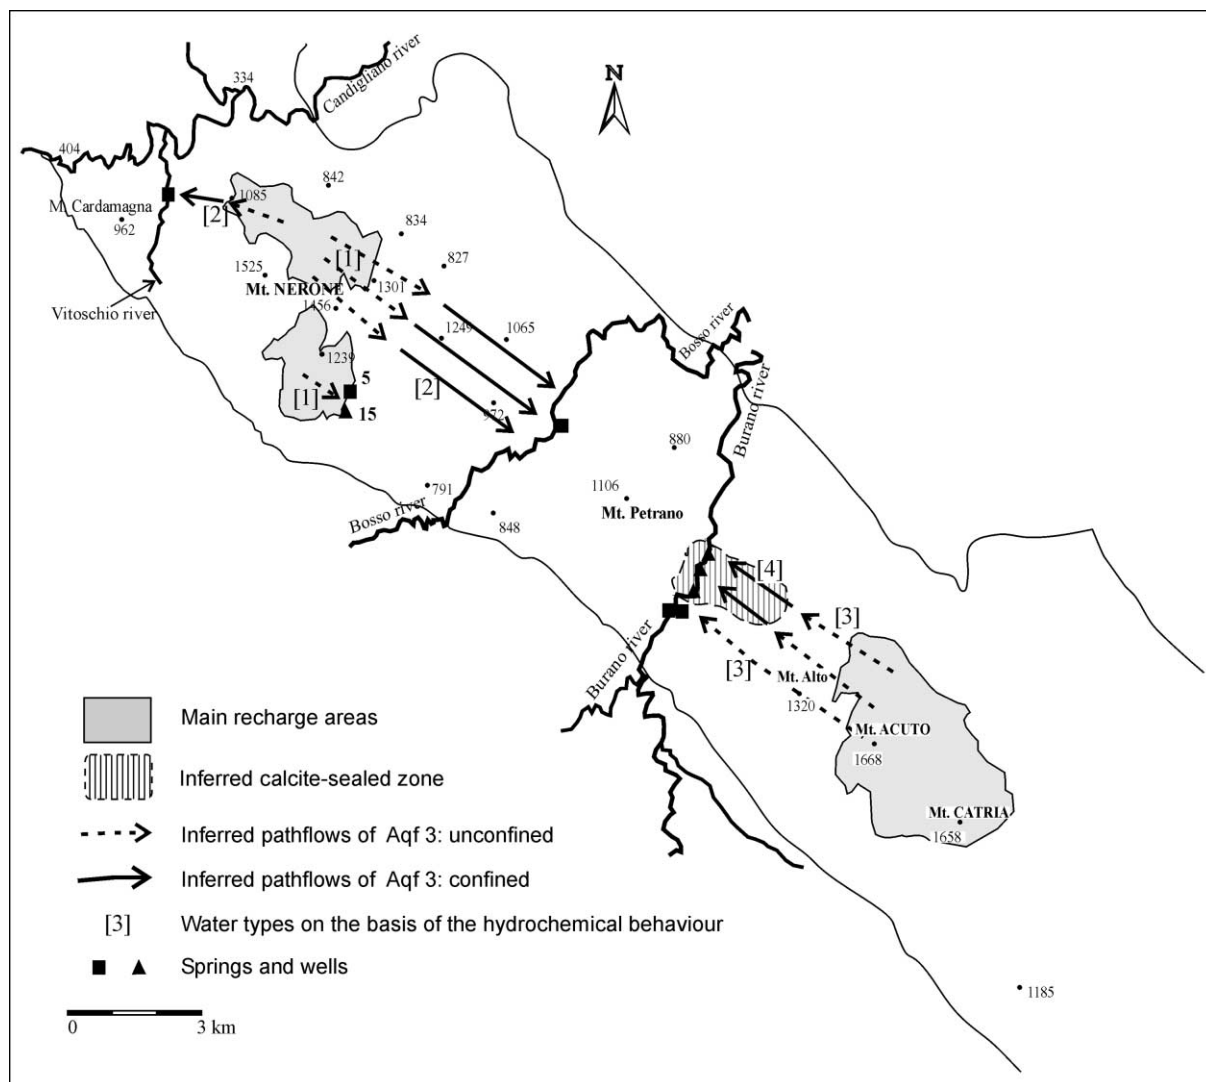 Candigliano river
334
N
404
842
1085
M. Cardamagna
[2]
962
834
[1]
827
1525
Mt. NERONE
1301
1456
Vitoschio river
1249
1065
Bosso river
1239
5
[2]
[1]
15
972
Burano river
880
791
1106
Bosso river
Mt. Petrano
848
[4]
[3]
Burano river
[3]
Mt. Alto
1320
Mt. ACUTO
1668
Mt. CATRIA
1658
Main recharge areas
Inferred calcite-sealed zone
Inferred pathflows of Aqf 3: unconfined
Inferred pathflows of Aqf 3: confined
[3] Water types on the basis of the hydrochemical behaviour
Springs and wells
1185
0 3 km